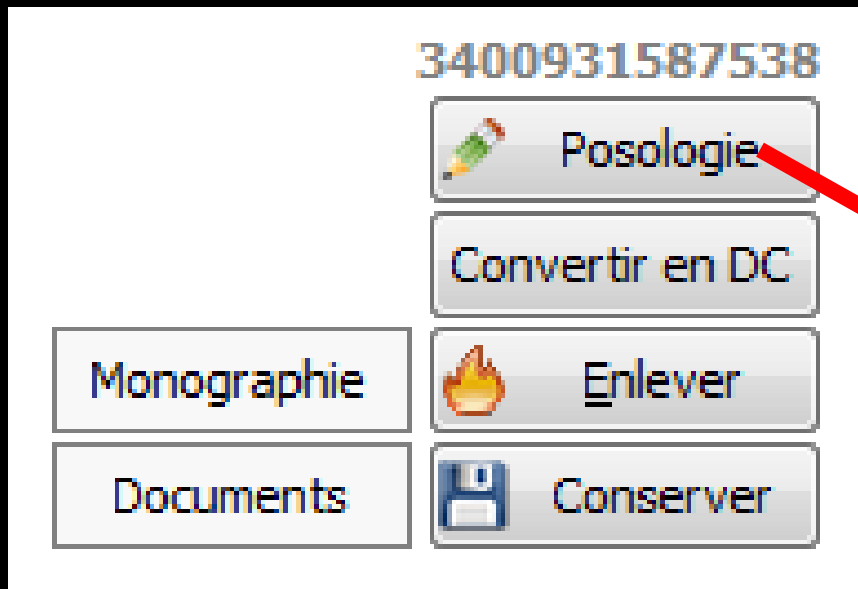 3400931587538
Posologie
Convertir en DC
Monographie
Enlever
Documents
Conserver